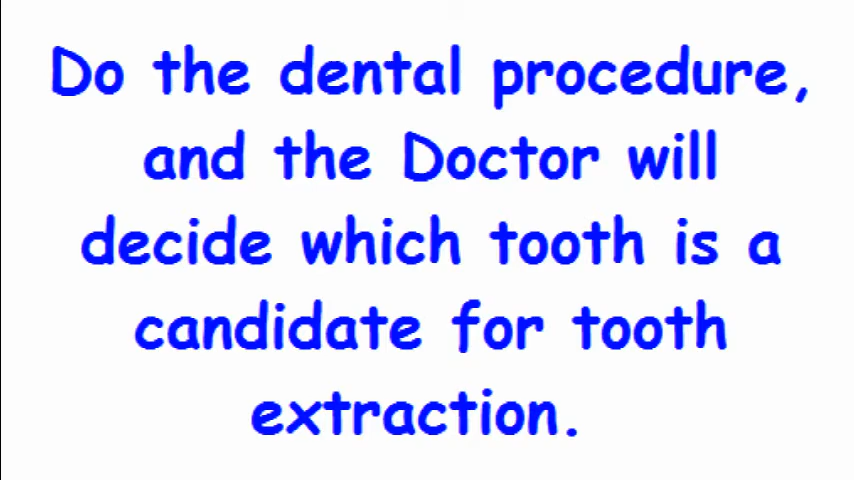 Do the dental procedure,
and the Doctor will
decide which tooth is a
candidate for tooth
extraction.